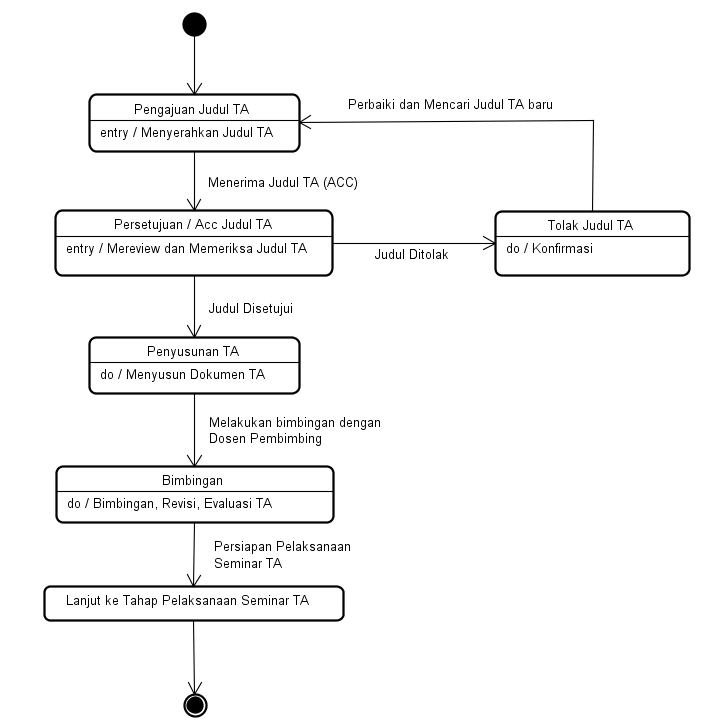 Pengajuan Judul TA
entry / Menyerahkan Judul TA
Perbaiki dan Mencari Judul TA baru
Menerima Judul TA (ACC)
Persetujuan / Acc Judul TA
entry / Mereview dan Memeriksa Judul TA
Judul Ditolak
Tolak Judul TA
do / Konfirmasi
Judul Disetujui
Penyusunan TA
do / Menyusun Dokumen TA
Melakukan bimbingan dengan
Dosen Pembimbing
Bimbingan
do / Bimbingan, Revisi, Evaluasi TA
Persiapan Pelaksanaan
Seminar TA
Lanjut ke Tahap Pelaksanaan Seminar TA